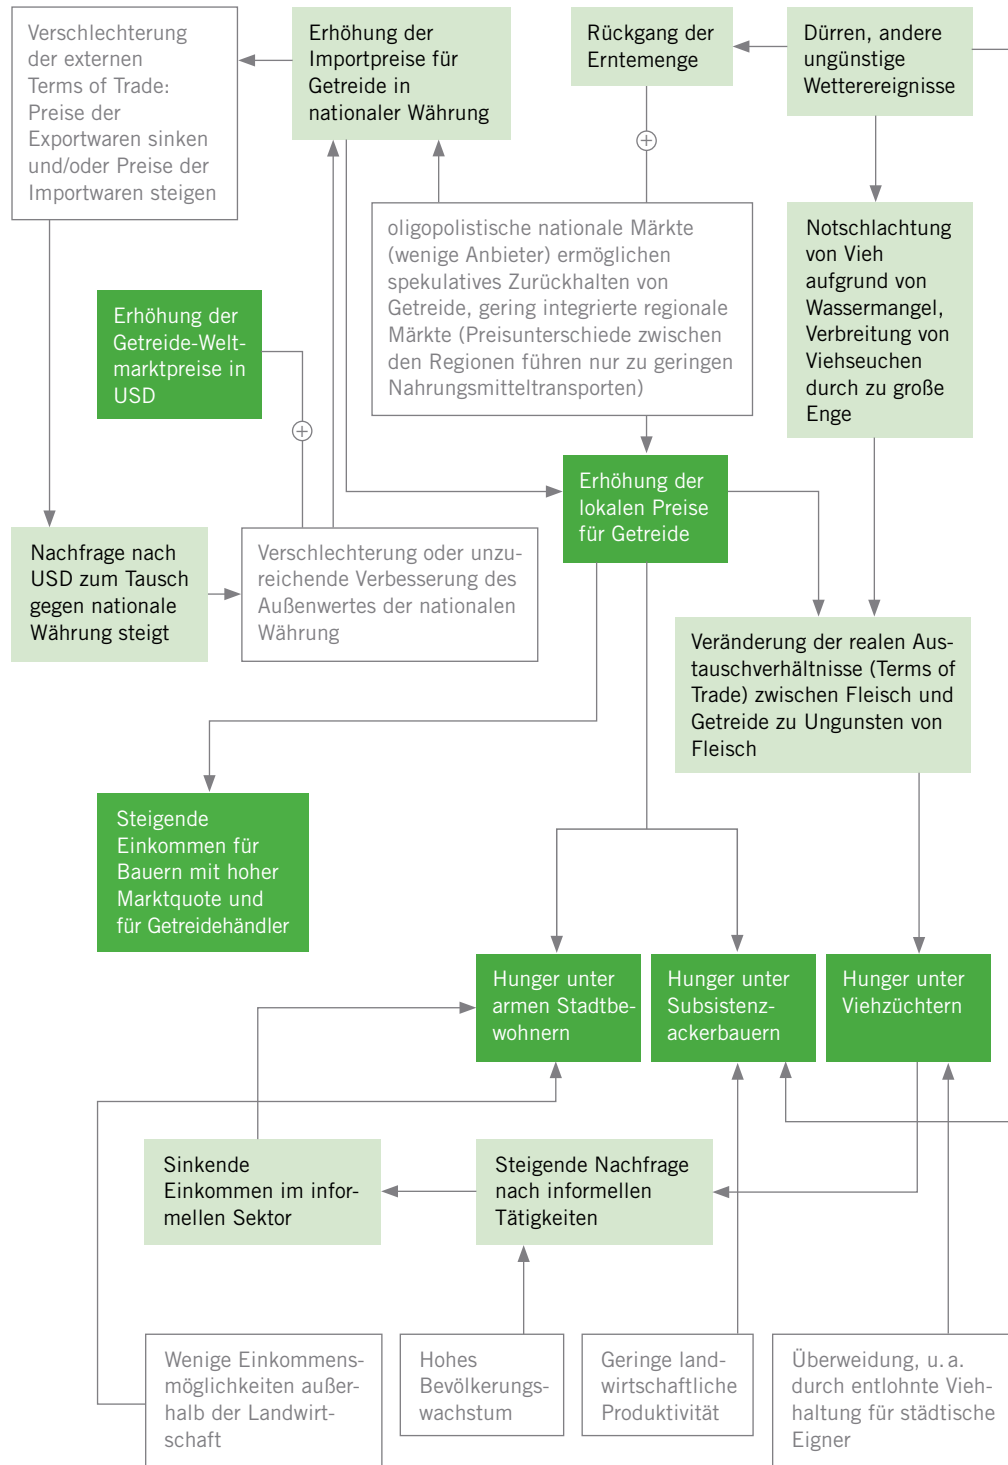 Verschlechterung
der externen
Terms of Trade:
Preise der
Exportwaren sinken
und/oder Preise der
Importwaren steigen
Erhöhung der
Importpreise für
Getreide in
nationaler Währung
Rückgang der
Erntemenge
Dürren, andere
ungünstige
Wetterereignisse
oligopolistische nationale Märkte
(wenige Anbieter) ermöglichen
spekulatives Zurückhalten von
Getreide, gering integrierte regionale
Märkte (Preisunterschiede zwischen
den Regionen führen nur zu geringen
Nahrungsmitteltransporten)
Notschlachtung
von Vieh
aufgrund von
Wassermangel,
Verbreitung von
Viehseuchen
durch zu große
Enge
Erhöhung der
Getreide-Welt-
marktpreise in
USD
Erhöhung der
lokalen Preise
für Getreide
Nachfrage nach
USD zum Tausch
gegen nationale
Währung steigt
Verschlechterung oder unzu-
reichende Verbesserung des
Außenwertes der nationalen
Währung
Veränderung der realen Aus-
tauschverhältnisse (Terms of
Trade) zwischen Fleisch und
Getreide zu Ungunsten von
Fleisch
Steigende
Einkommen für
Bauern mit hoher
Marktquote und
für Getreidehändler
Hunger unter
armen Stadtbe-
wohnern
Hunger unter
Subsistenz-
ackerbauern
Hunger unter
Viehzüchtern
Sinkende
Einkommen im infor-
mellen Sektor
Steigende Nachfrage
nach informellen
Tätigkeiten
Wenige Einkommens-
möglichkeiten außer-
halb der Landwirt-
schaft
Hohes
Bevölkerungs-
wachstum
Geringe land-
wirtschaftliche
Produktivität
Überweidung, u. a.
durch entlohnte Vieh-
haltung für städtische
Eigner